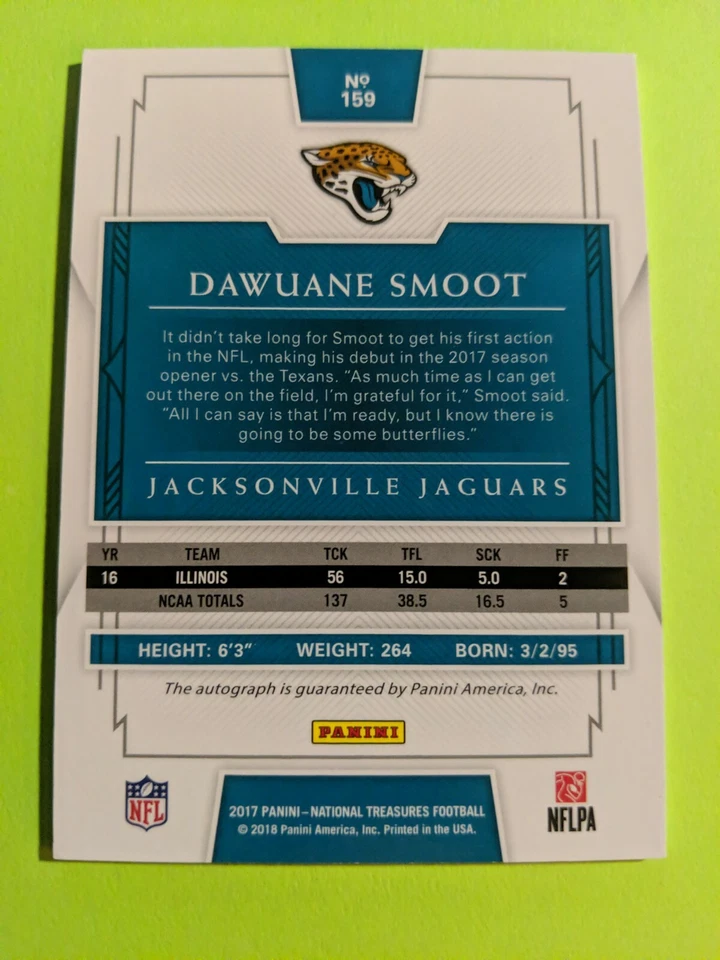 Nº
159
DAWUANE SMOOT
It didn't take long for Smoot to get his first action
in the NFL, making his debut in the 2017 season
opener vs. the Texans. "As much time as I can get
out there on the field, I'm grateful for it," Smoot said.
"All I can say is that I'm ready, but I know there is
going to be some butterflies."
JACKSONVILLE JAGUARS
YR TEAM TCK TFL SCK FF
16 ILLINOIS 56 15.0 5.0 2
NCAA TOTALS 137 38.5 16.5 5
HEIGHT: 6'3" WEIGHT: 264 BORN: 3/2/95
The autograph is guaranteed by Panini America, Inc.
PANINI
NFL
2017 PANINI – NATIONAL TREASURES FOOTBALL
© 2018 Panini America, Inc. Printed in the USA.
NFLPA